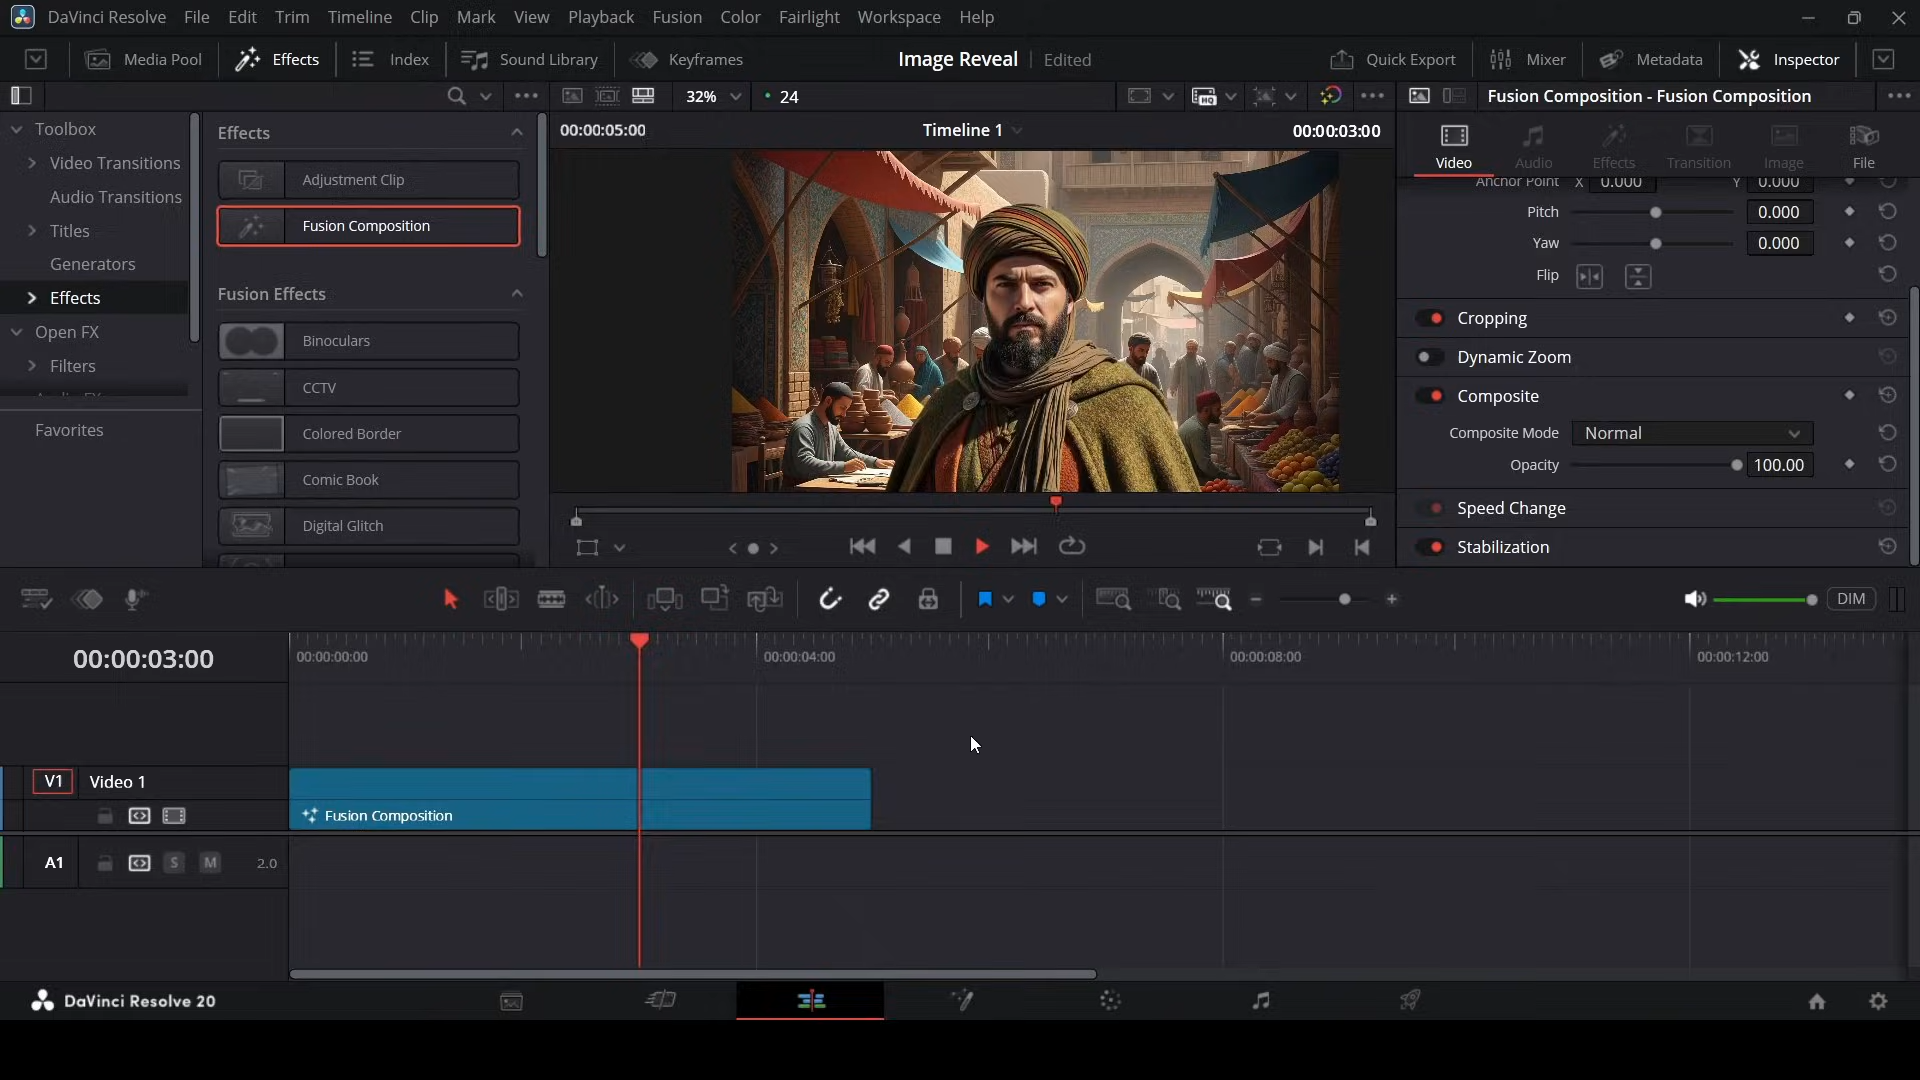 DaVinci Resolve File Edit Trim Timeline Clip Mark View Playback Fusion Color Fairlight Workspace Help
Media Pool Effects Index Sound Library Keyframes Image Reveal Edited Quick Export Mixer Metadata Inspector
32% 24 Fusion Composition - Fusion Composition
00:00:05:00 Timeline 1 00:00:03:00
Video Audio Effects Transition Image File
Toolbox
Video Transitions
Audio Transitions
Titles
Generators
Effects
Open FX
Filters
Favorites
Effects
Adjustment Clip
Fusion Composition
Fusion Effects
Binoculars
CCTV
Colored Border
Comic Book
Digital Glitch
Anchor Point X 0.000 Y 0.000
Pitch 0.000
Yaw 0.000
Flip
Cropping
Dynamic Zoom
Composite
Composite Mode Normal
Opacity 100.00
Speed Change
Stabilization
DIM
00:00:03:00 00:00:00:00 00:00:04:00 00:00:08:00 00:00:12:00
V1 Video 1
Fusion Composition
A1 S M 2.0
DaVinci Resolve 20